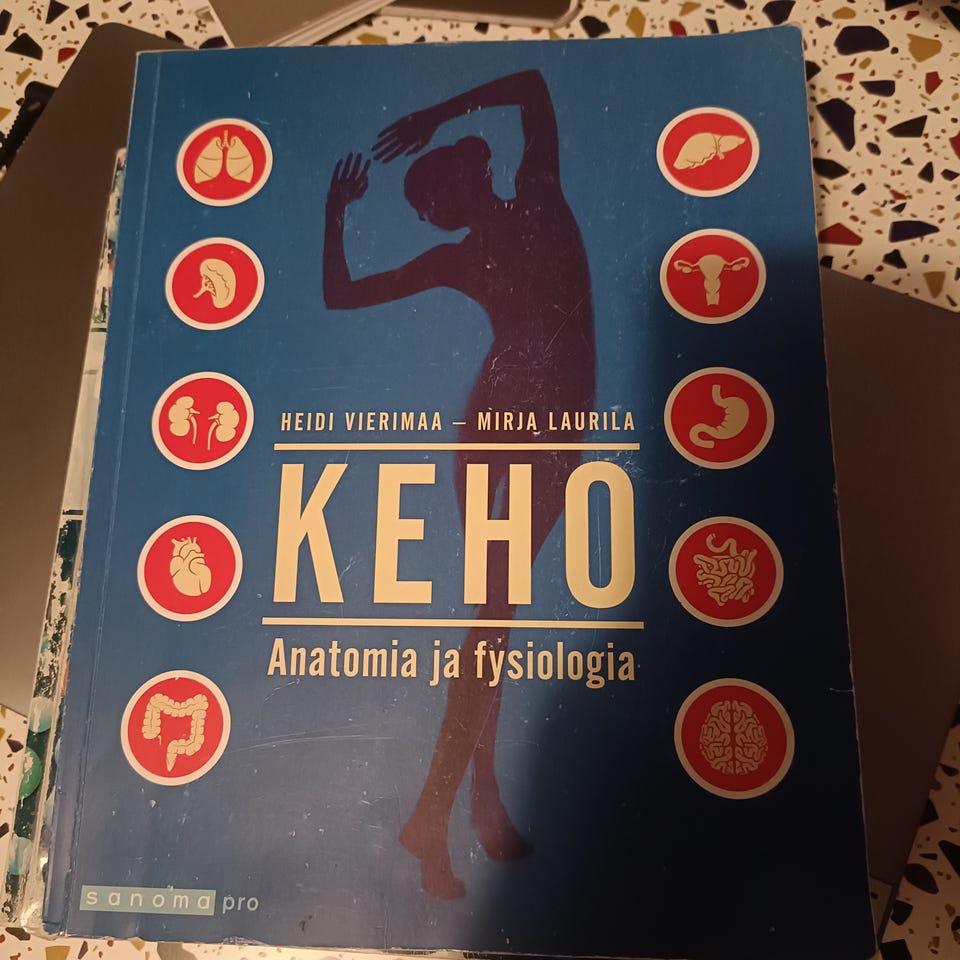 HEIDI VIERIMAA – MIRJA LAURILA
KEHO
Anatomia ja fysiologia
sanoma pro